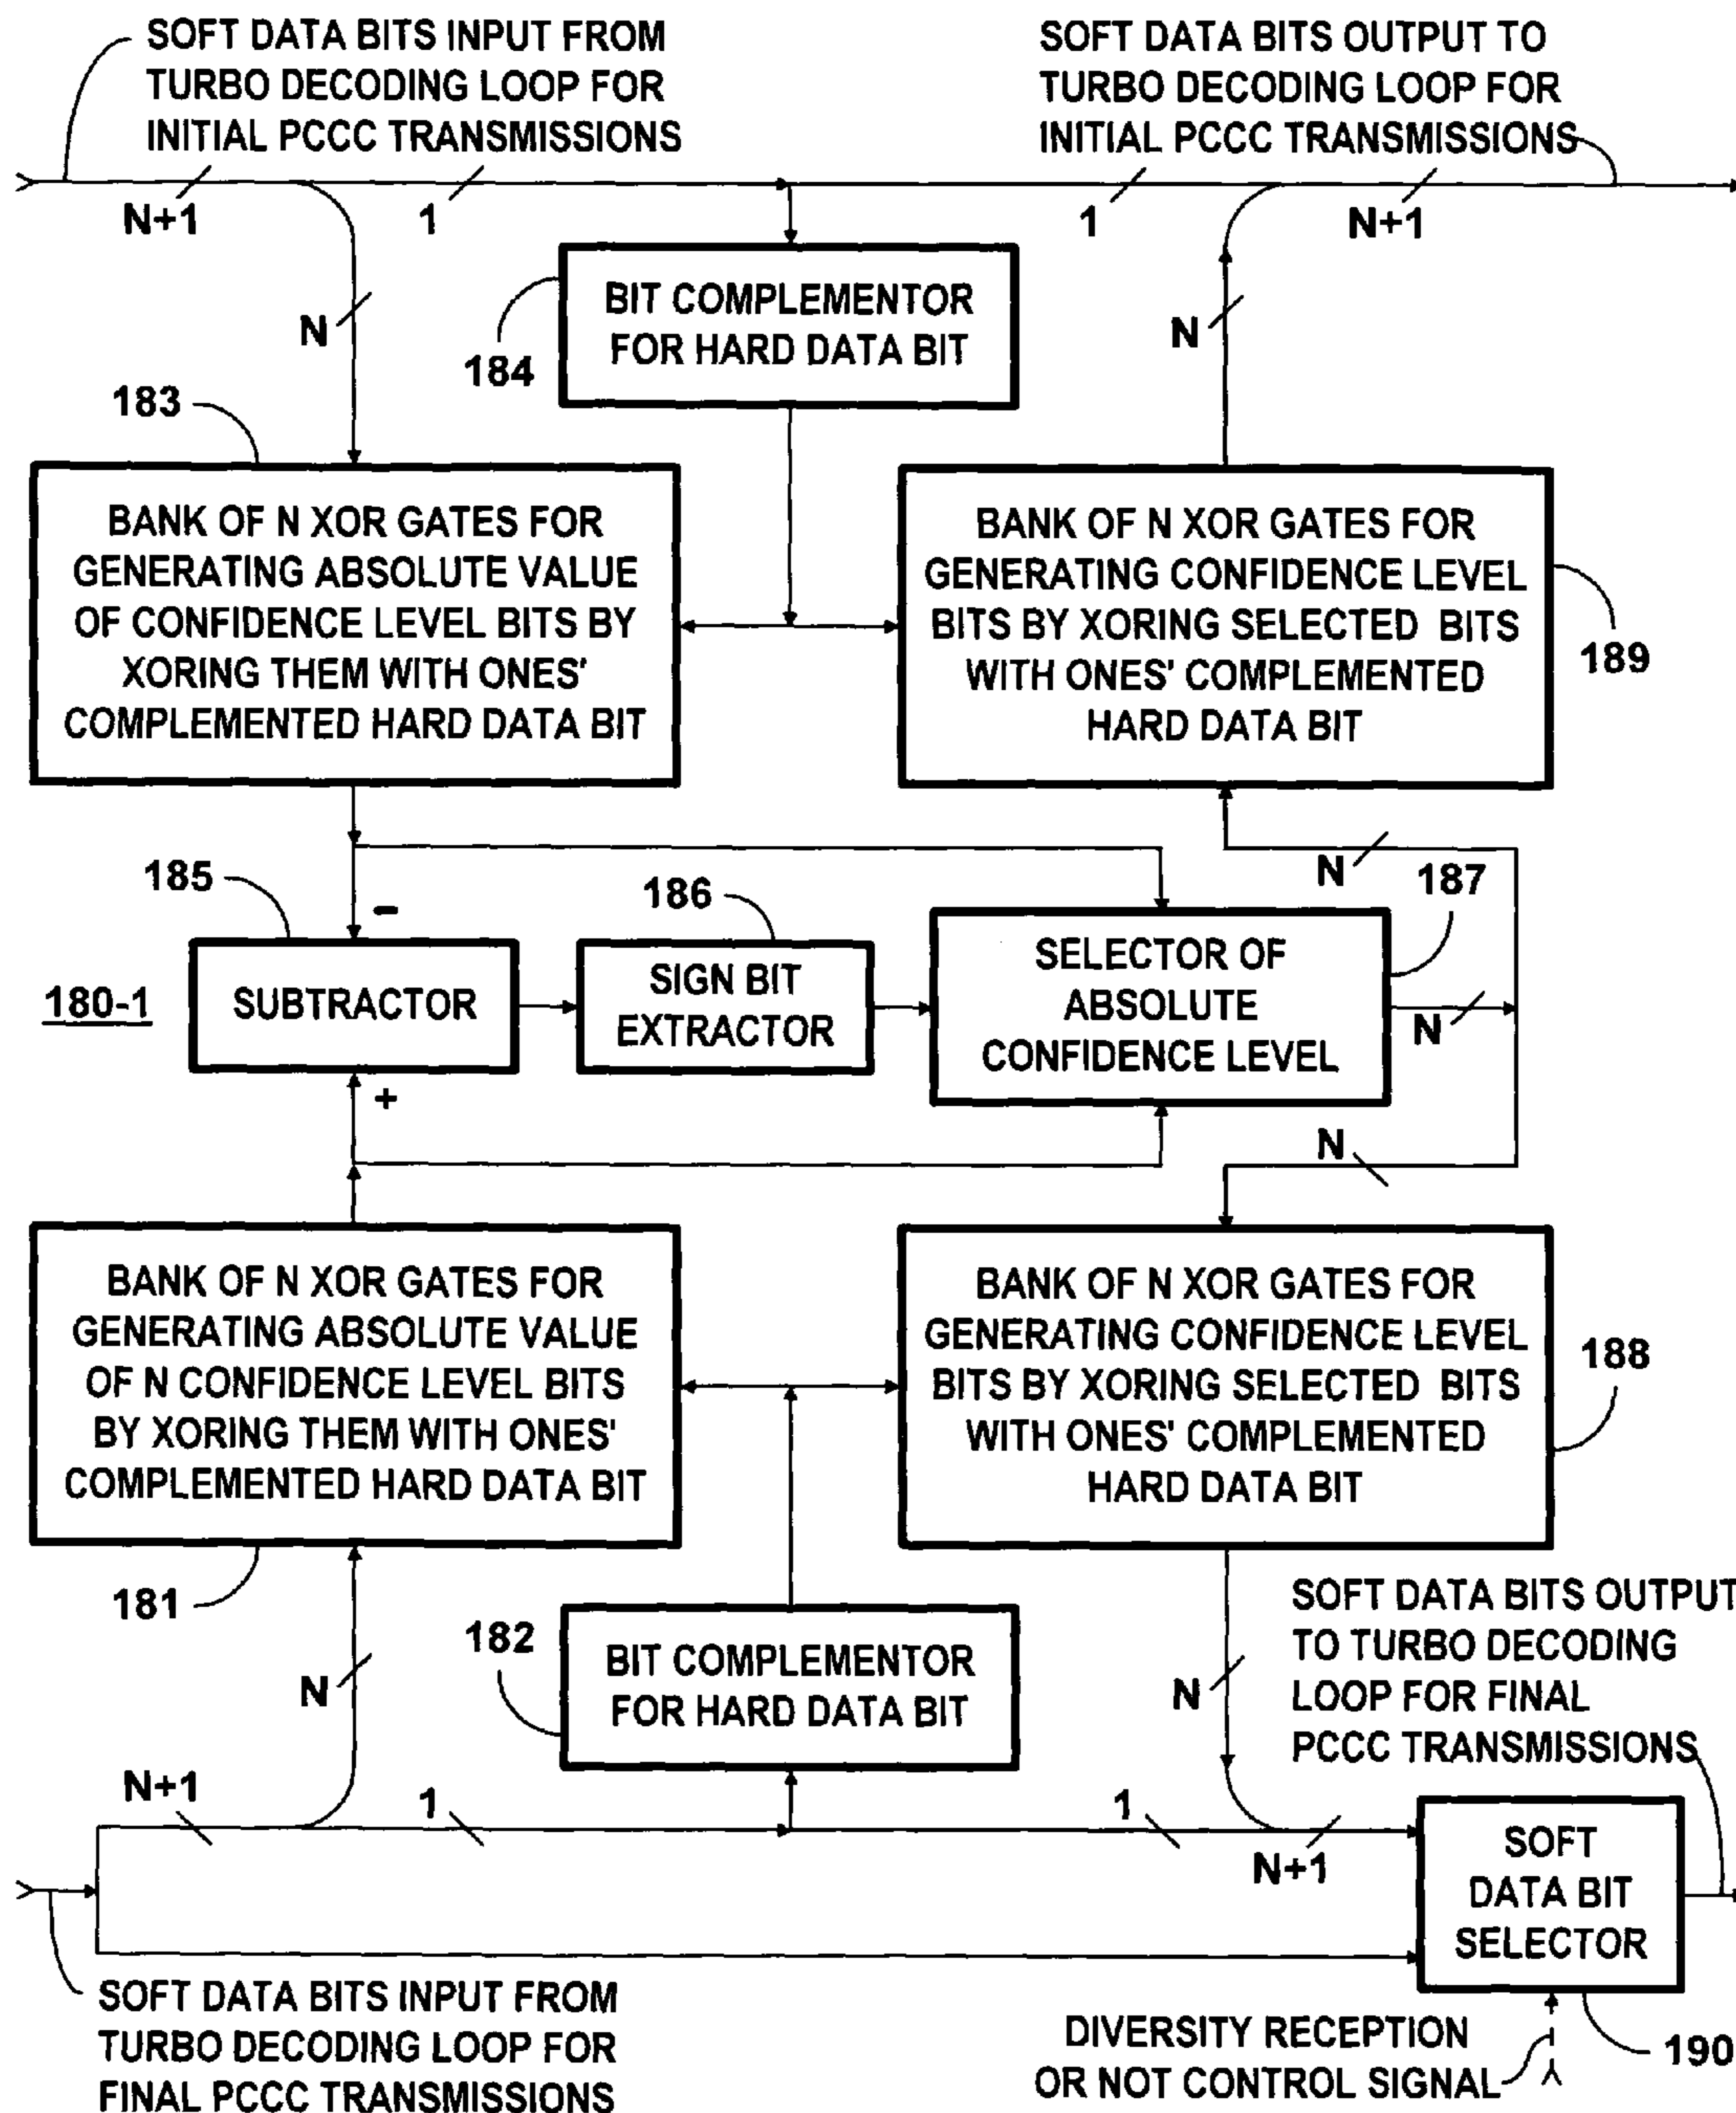 SOFT DATA BITS INPUT FROM
TURBO DECODING LOOP FOR
INITIAL PCCC TRANSMISSIONS
SOFT DATA BITS OUTPUT TO
TURBO DECODING LOOP FOR
INITIAL PCCC TRANSMISSIONS
N+1
1
1
N+1
N
BIT COMPLEMENTOR
FOR HARD DATA BIT
184
N
183
BANK OF N XOR GATES FOR
GENERATING ABSOLUTE VALUE
OF CONFIDENCE LEVEL BITS BY
XORING THEM WITH ONES'
COMPLEMENTED HARD DATA BIT
BANK OF N XOR GATES FOR
GENERATING CONFIDENCE LEVEL
BITS BY XORING SELECTED BITS
WITH ONES' COMPLEMENTED
HARD DATA BIT
189
185
–
186
N
187
180-1
SUBTRACTOR
SIGN BIT
EXTRACTOR
SELECTOR OF
ABSOLUTE
CONFIDENCE LEVEL
N
+
N
BANK OF N XOR GATES FOR
GENERATING ABSOLUTE VALUE
OF N CONFIDENCE LEVEL BITS
BY XORING THEM WITH ONES'
COMPLEMENTED HARD DATA BIT
BANK OF N XOR GATES FOR
GENERATING CONFIDENCE LEVEL
BITS BY XORING SELECTED BITS
WITH ONES' COMPLEMENTED
HARD DATA BIT
188
181
N
182
BIT COMPLEMENTOR
FOR HARD DATA BIT
N
SOFT DATA BITS OUTPUT
TO TURBO DECODING
LOOP FOR FINAL
PCCC TRANSMISSIONS
N+1
1
1
N+1
SOFT
DATA BIT
SELECTOR
SOFT DATA BITS INPUT FROM
TURBO DECODING LOOP FOR
FINAL PCCC TRANSMISSIONS
DIVERSITY RECEPTION
OR NOT CONTROL SIGNAL
190